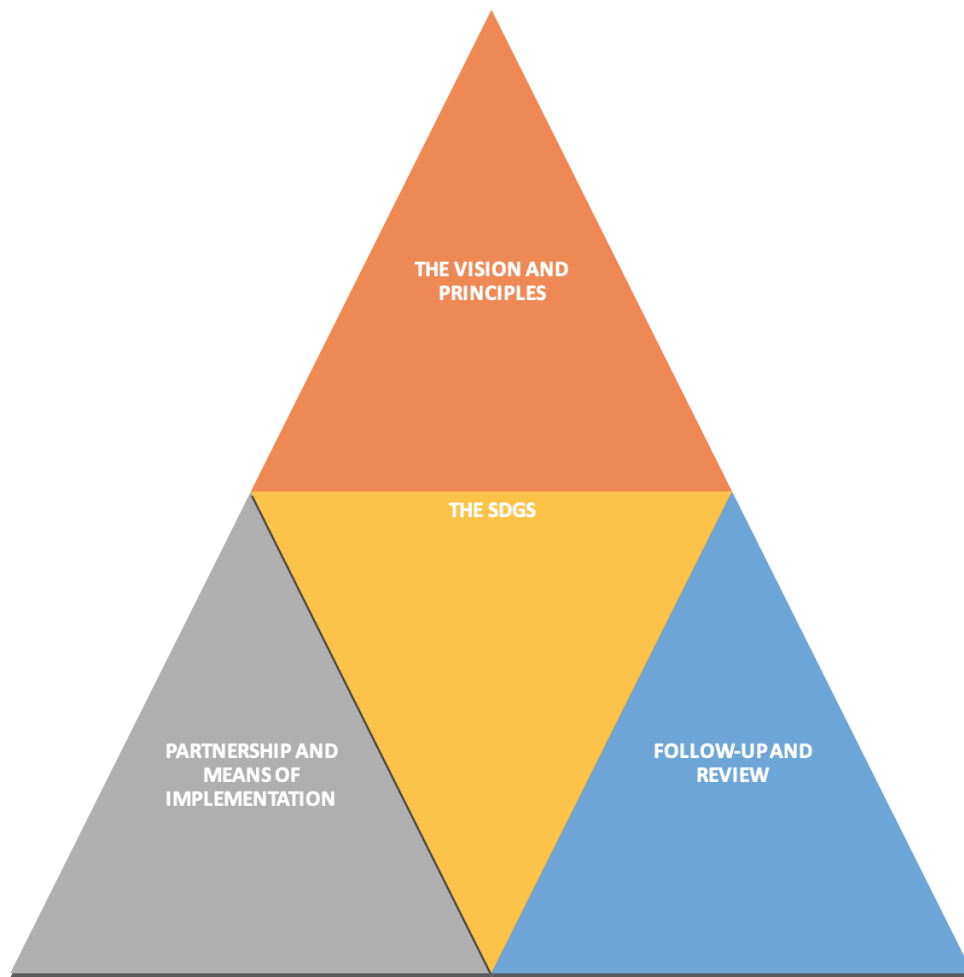 THE VISION AND
PRINCIPLES
THE SDGS
PARTNERSHIP AND
MEANS OF
IMPLEMENTATION
FOLLOW-UP AND
REVIEW